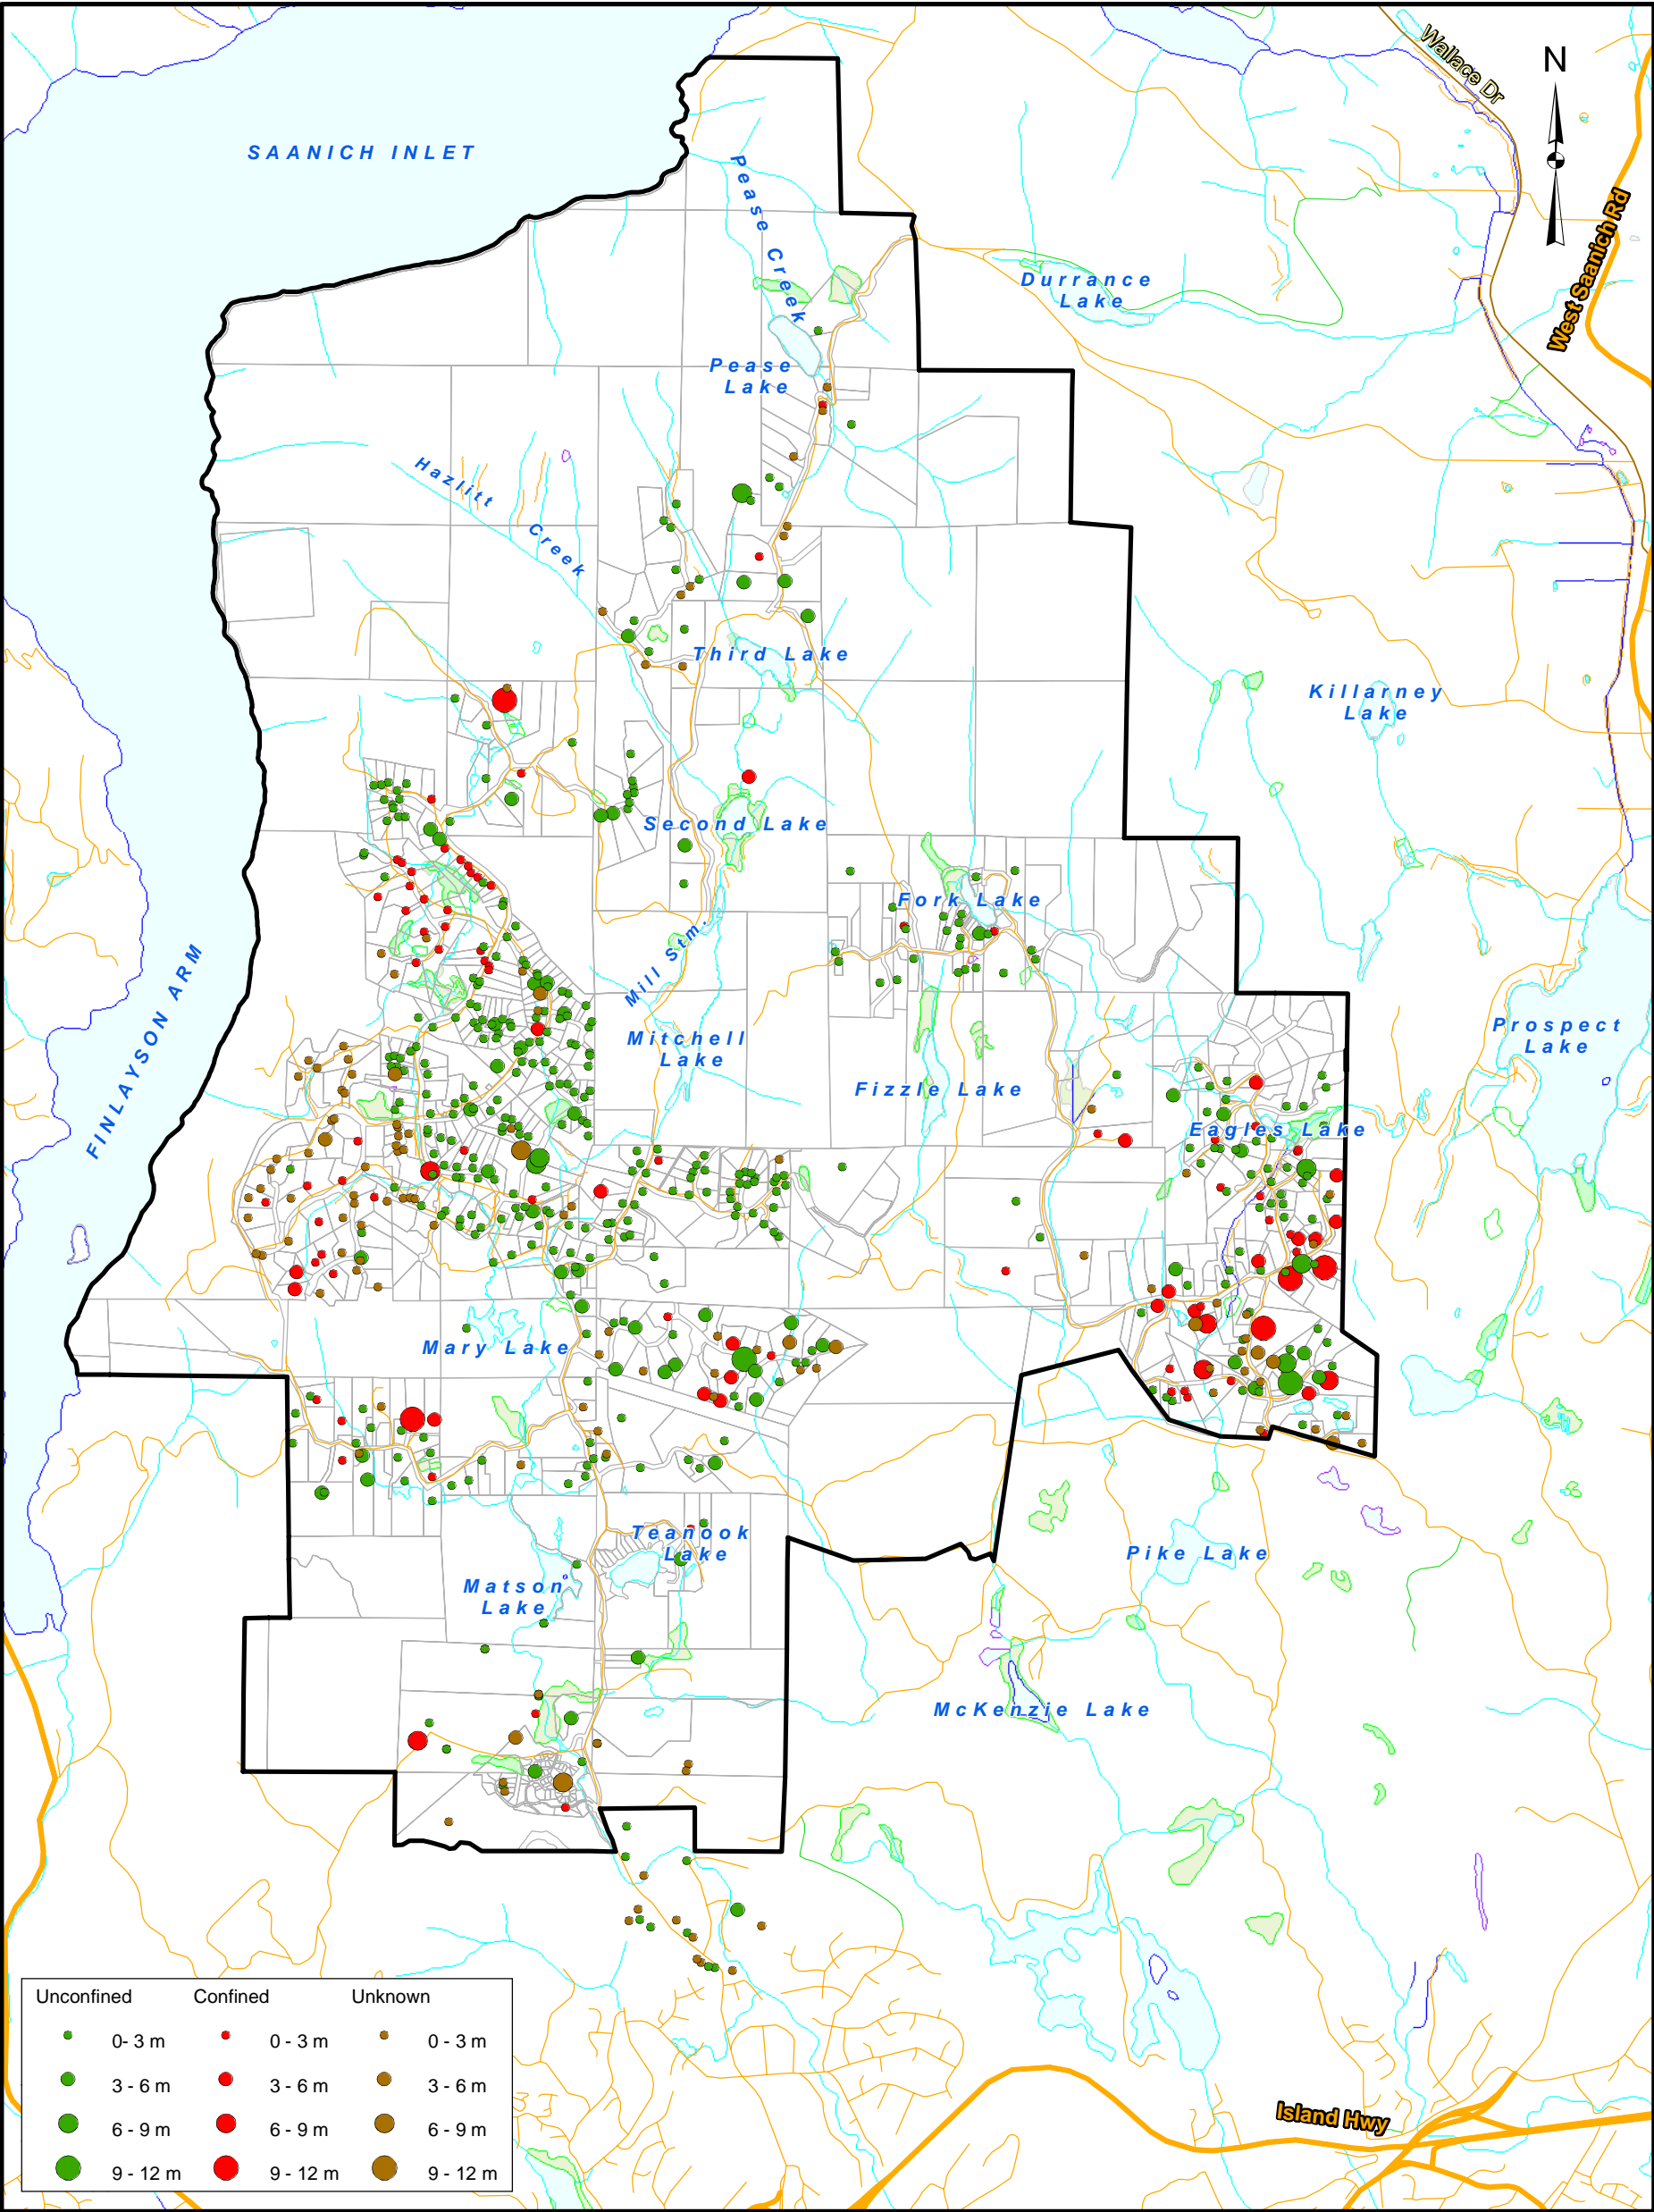 Wallace Dr
N
SAANICH INLET
Pease Creek
West Saanich Rd
Durrance
Lake
Pease
Lake
Hazlitt Creek
Third Lake
Killarney
Lake
Second Lake
Fork Lake
FINLAYSON ARM
Mill Stm.
Prospect
Lake
Mitchell
Lake
Fizzle Lake
Eagles Lake
Mary Lake
Teanook
Lake
Pike Lake
Matson
Lake
McKenzie Lake
Island Hwy
Unconfined Confined Unknown
0- 3 m 0 - 3 m 0 - 3 m
3 - 6 m 3 - 6 m 3 - 6 m
6 - 9 m 6 - 9 m 6 - 9 m
9 - 12 m 9 - 12 m 9 - 12 m